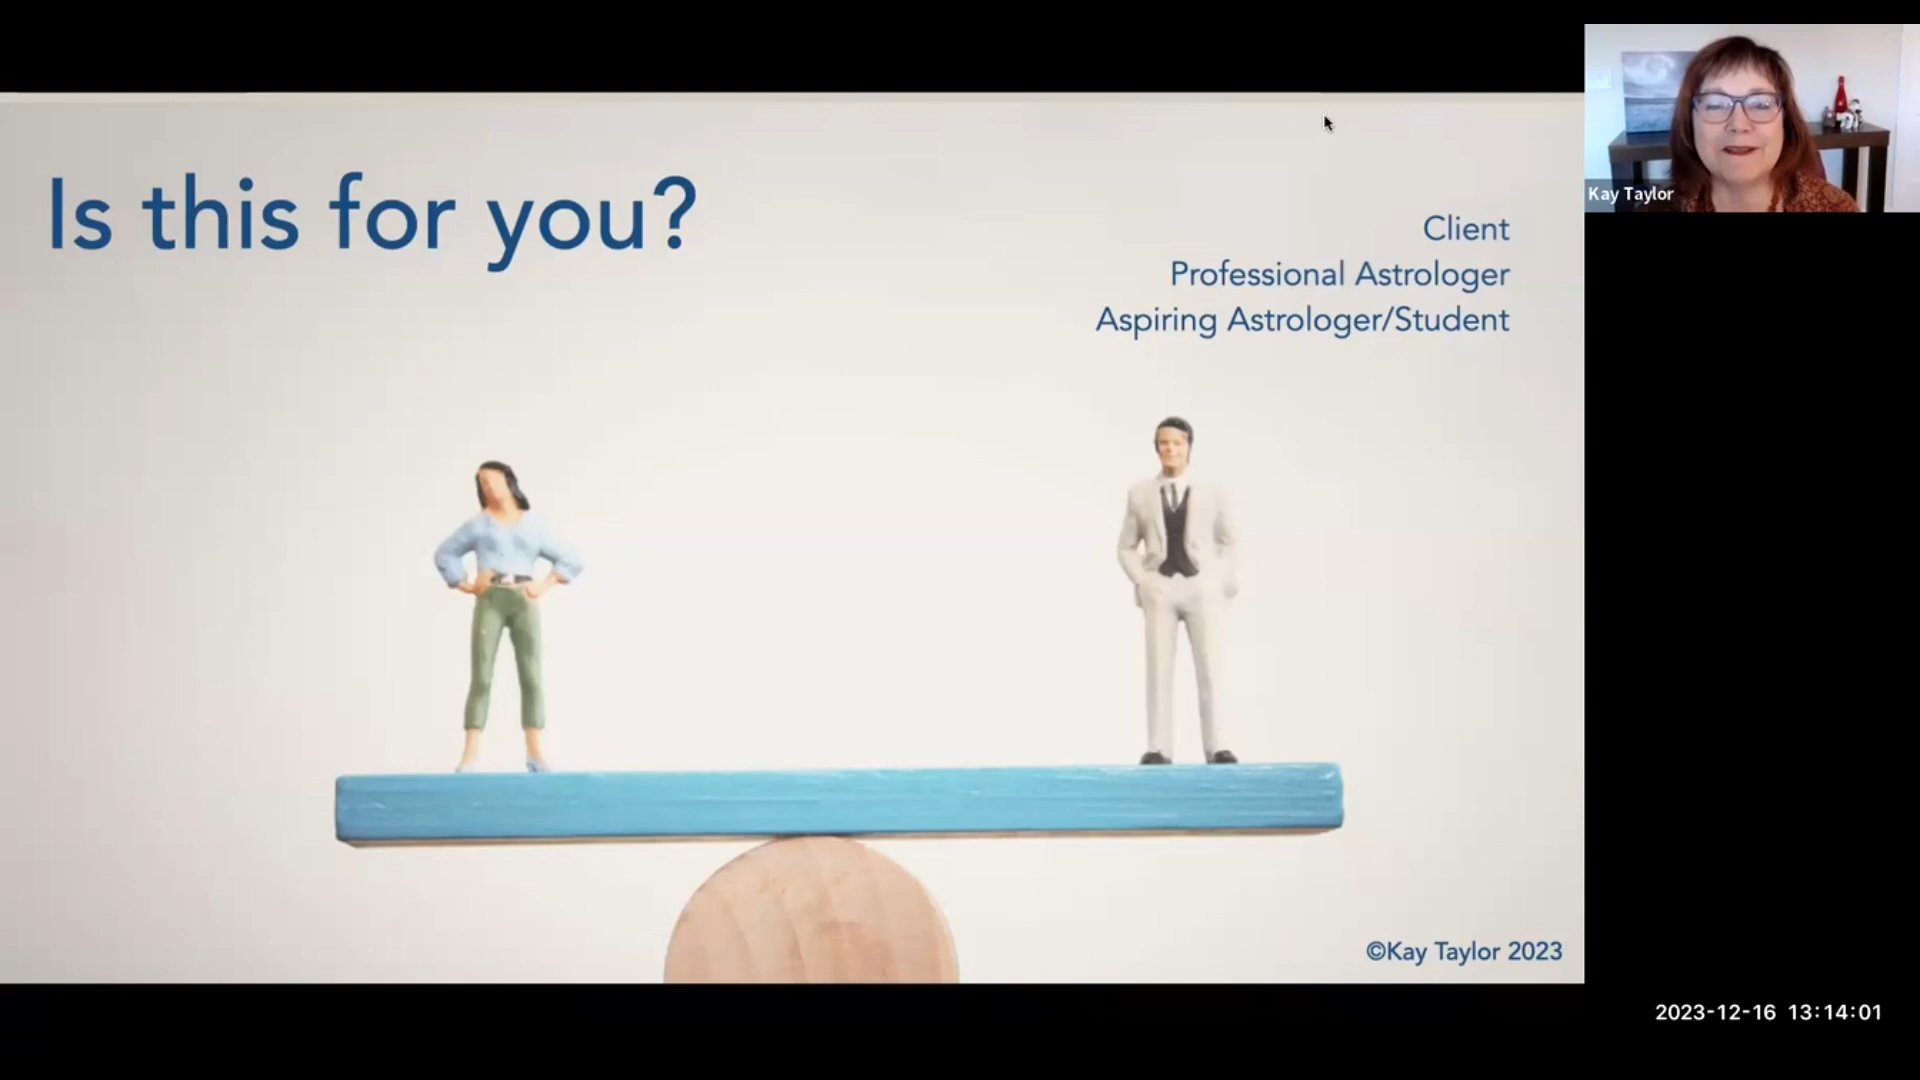 Is this for you?
Client
Professional Astrologer
Aspiring Astrologer/Student
Kay Taylor
©Kay Taylor 2023
2023-12-16 13:14:01